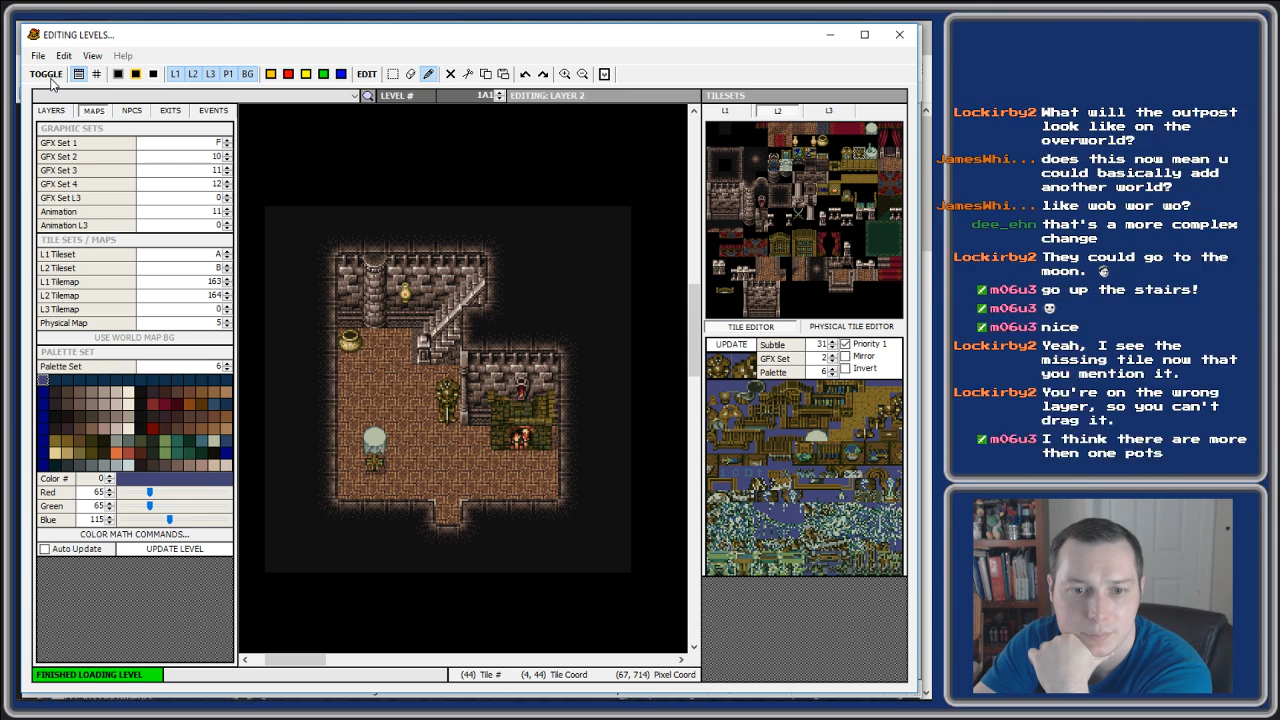 EDITING LEVELS...
File Edit View Help
TOGGLE L1 L2 L3 P1 BG EDIT
LEVEL # 1A1 EDITING: LAYER 2 TILESETS
LAYERS MAPS NPCS EXITS EVENTS
L1 L2 L3
GRAPHIC SETS
GFX Set 1 F
GFX Set 2 10
GFX Set 3 11
GFX Set 4 12
GFX Set L3 0
Animation 11
Animation L3 0
TILE SETS / MAPS
L1 Tileset A
L2 Tileset B
L1 Tilemap 163
L2 Tilemap 164
L3 Tilemap 0
Physical Map 5
USE WORLD MAP BG
PALETTE SET
Palette Set 6
Color # 0
Red 65
Green 65
Blue 115
COLOR MATH COMMANDS...
Auto Update UPDATE LEVEL
FINISHED LOADING LEVEL
(44) Tile # (4, 44) Tile Coord (67, 714) Pixel Coord
TILE EDITOR PHYSICAL TILE EDITOR
UPDATE Subtile 31 Priority 1
GFX Set 2 Mirror
Palette 6 Invert
Lockirby2 What will the outpost
look like on the
overworld?
JamesWhi... does this now mean u
could basically add
another world?
JamesWhi... like wob wor wo?
dee_ehn that's a more complex
change
Lockirby2 They could go to the
moon.
m06u3 go up the stairs!
m06u3
m06u3 nice
Lockirby2 Yeah, I see the
missing tile now that
you mention it.
Lockirby2 You're on the wrong
layer, so you can't
drag it.
m06u3 I think there are more
then one pots